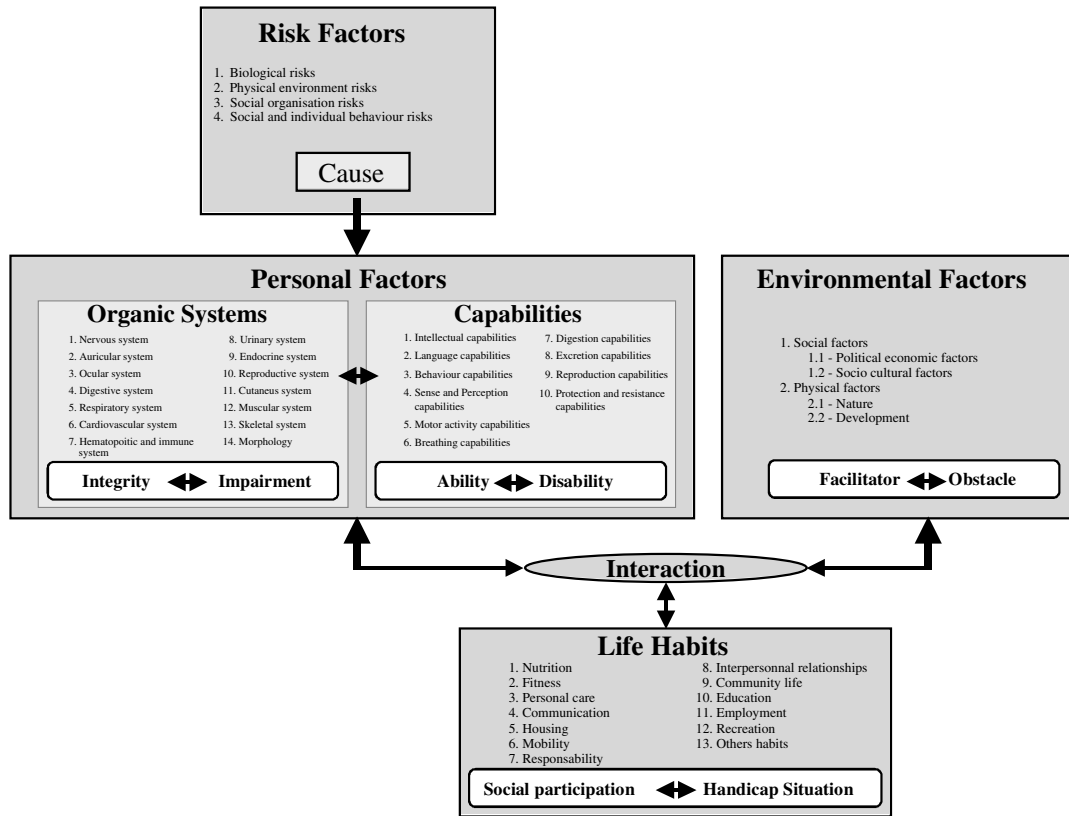 Risk Factors
1. Biological risks
2. Physical environment risks
3. Social organisation risks
4. Social and individual behaviour risks
Cause
Personal Factors
Organic Systems
1. Nervous system
2. Auricular system
3. Ocular system
4. Digestive system
5. Respiratory system
6. Cardiovascular system
7. Hematopoitic and immune
system
8. Urinary system
9. Endocrine system
10. Reproductive system
11. Cutaneus system
12. Muscular system
13. Skeletal system
14. Morphology
Integrity Impairment
Capabilities
1. Intellectual capabilities
2. Language capabilities
3. Behaviour capabilities
4. Sense and Perception
capabilities
5. Motor activity capabilities
6. Breathing capabilities
7. Digestion capabilities
8. Excretion capabilities
9. Reproduction capabilities
10. Protection and resistance
capabilities
Ability Disability
Environmental Factors
1. Social factors
1.1 - Political economic factors
1.2 - Socio cultural factors
2. Physical factors
2.1 - Nature
2.2 - Development
Facilitator Obstacle
Interaction
Life Habits
1. Nutrition
2. Fitness
3. Personal care
4. Communication
5. Housing
6. Mobility
7. Responsability
8. Interpersonnal relationships
9. Community life
10. Education
11. Employment
12. Recreation
13. Others habits
Social participation Handicap Situation